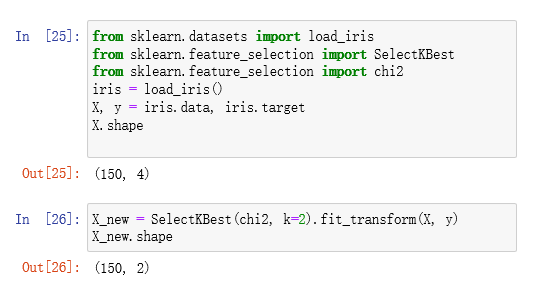 In [25]: from sklearn.datasets import load_iris
from sklearn.feature_selection import SelectKBest
from sklearn.feature_selection import chi2
iris = load_iris()
X, y = iris.data, iris.target
X.shape
Out[25]: (150, 4)
In [26]: X_new = SelectKBest(chi2, k=2).fit_transform(X, y)
X_new.shape
Out[26]: (150, 2)